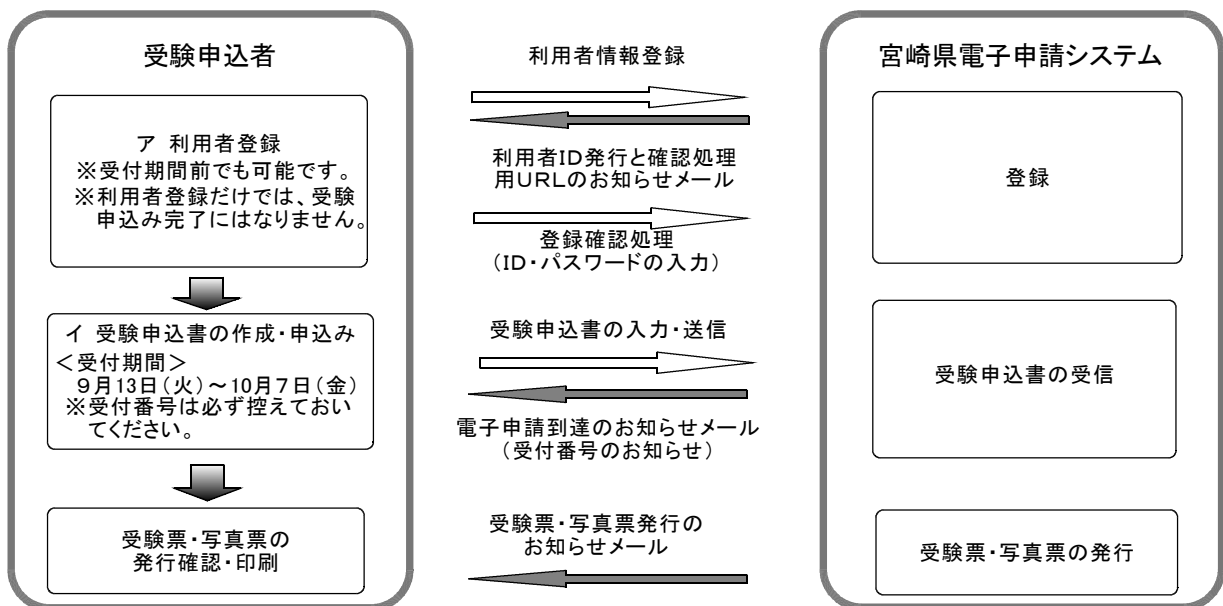 受験申込者
ア 利用者登録
※受付期間前でも可能です。
※利用者登録だけでは、受験
申込み完了にはなりません。
イ 受験申込書の作成・申込み
＜受付期間＞
９月13日（火）～10月７日（金）
※受付番号は必ず控えておい
てください。
受験票・写真票の
発行確認・印刷
利用者情報登録
利用者ID発行と確認処理
用URLのお知らせメール
登録確認処理
（ID・パスワードの入力）
受験申込書の入力・送信
電子申請到達のお知らせメール
（受付番号のお知らせ）
受験票・写真票発行の
お知らせメール
宮崎県電子申請システム
登録
受験申込書の受信
受験票・写真票の発行